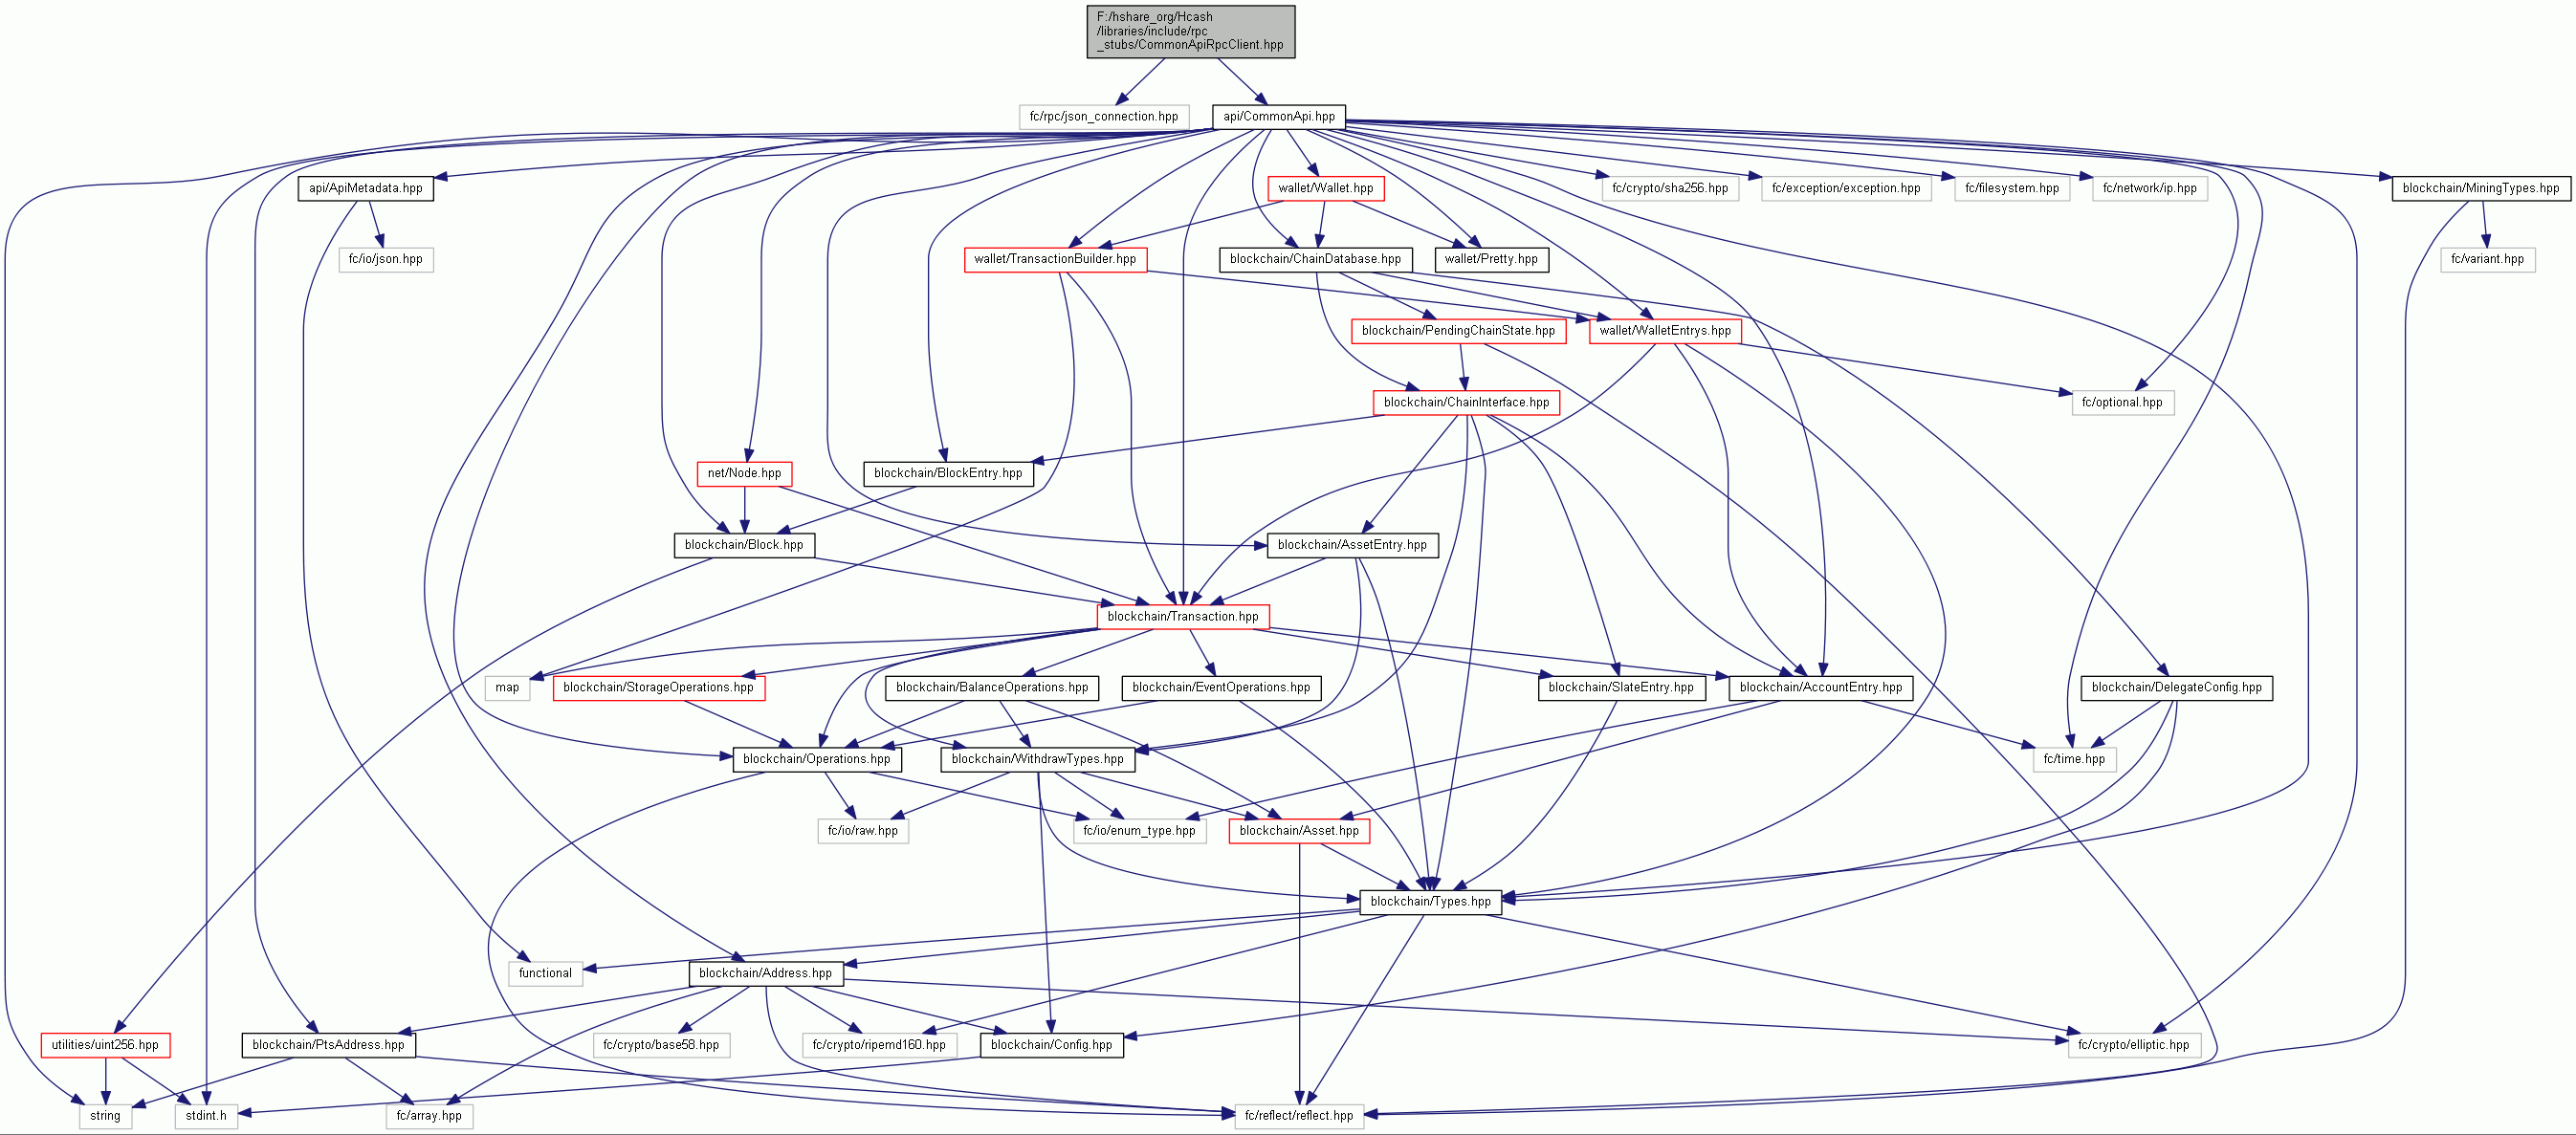 F:/hshare_org/Hcash
/libraries/include/rpc
_stubs/CommonApiRpcClient.hpp
fc/rpc/json_connection.hpp
api/CommonApi.hpp
api/ApiMetadata.hpp
wallet/Wallet.hpp
fc/crypto/sha256.hpp
fc/exception/exception.hpp
fc/filesystem.hpp
fc/network/ip.hpp
blockchain/MiningTypes.hpp
fc/io/json.hpp
wallet/TransactionBuilder.hpp
blockchain/ChainDatabase.hpp
wallet/Pretty.hpp
fc/variant.hpp
blockchain/PendingChainState.hpp
wallet/WalletEntrys.hpp
blockchain/ChainInterface.hpp
fc/optional.hpp
net/Node.hpp
blockchain/BlockEntry.hpp
blockchain/Block.hpp
blockchain/AssetEntry.hpp
blockchain/Transaction.hpp
map
blockchain/StorageOperations.hpp
blockchain/BalanceOperations.hpp
blockchain/EventOperations.hpp
blockchain/SlateEntry.hpp
blockchain/AccountEntry.hpp
blockchain/DelegateConfig.hpp
blockchain/Operations.hpp
blockchain/WithdrawTypes.hpp
fc/time.hpp
fc/io/raw.hpp
fc/io/enum_type.hpp
blockchain/Asset.hpp
blockchain/Types.hpp
functional
blockchain/Address.hpp
utilities/uint256.hpp
blockchain/PtsAddress.hpp
fc/crypto/base58.hpp
fc/crypto/ripemd160.hpp
blockchain/Config.hpp
fc/crypto/elliptic.hpp
string
stdint.h
fc/array.hpp
fc/reflect/reflect.hpp